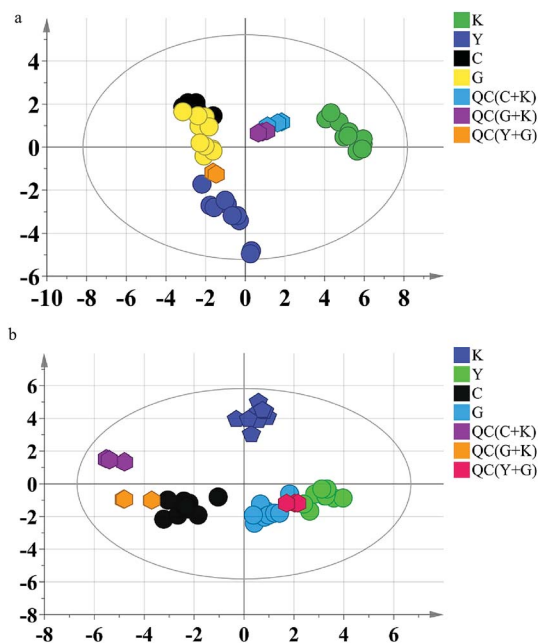 a
K
Y
C
G
QC(C+K)
QC(G+K)
QC(Y+G)
4
2
0
-2
-4
-6
-10 -8 -6 -4 -2 0 2 4 6 8
b
K
Y
C
G
QC(C+K)
QC(G+K)
QC(Y+G)
6
4
2
0
-2
-4
-6
-8
-8 -6 -4 -2 0 2 4 6